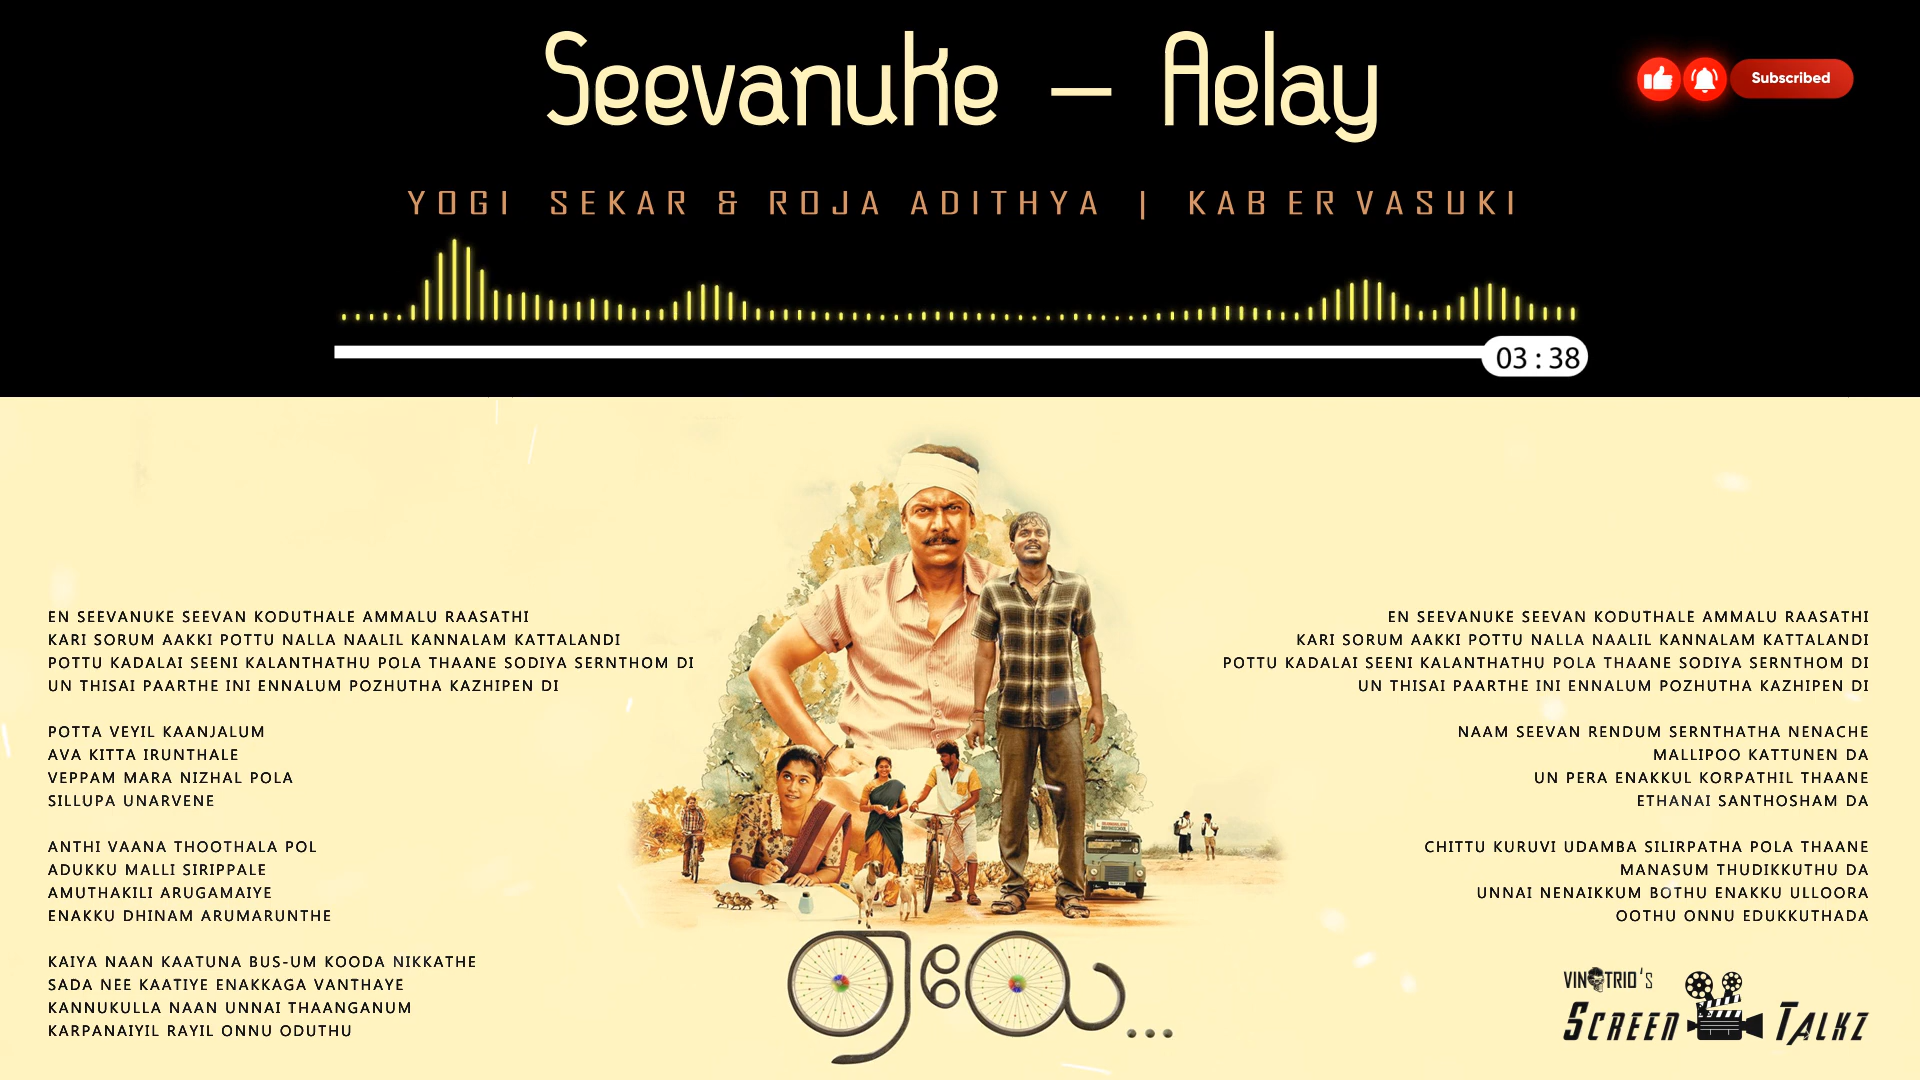 Seevanuke – Aelay
Subscribed
YOGI SEKAR & ROJA ADITHYA | KABER VASUKI
03 : 38
EN SEEVANUKE SEEVAN KODUTHALE AMMALU RAASATHI
KARI SORUM AAKKI POTTU NALLA NAALIL KANNALAM KATTALANDI
POTTU KADALAI SEENI KALANTHATHU POLA THAANE SODIYA SERNTHOM DI
UN THISAI PAARTHE INI ENNALUM POZHUTHA KAZHIPEN DI
POTTA VEYIL KAANJALUM
AVA KITTA IRUNTHALE
VEPPAM MARA NIZHAL POLA
SILLUPA UNARVENE
ANTHI VAANA THOOTHALA POL
ADUKKU MALLI SIRIPPALE
AMUTHAKILI ARUGAMAIYE
ENAKKU DHINAM ARUMARUNTHE
KAIYA NAAN KAATUNA BUS-UM KOODA NIKKATHE
SADA NEE KAATIYE ENAKKAGA VANTHAYE
KANNUKULLA NAAN UNNAI THAANGANUM
KARPANAIYIL RAYIL ONNU ODUTHU
EN SEEVANUKE SEEVAN KODUTHALE AMMALU RAASATHI
KARI SORUM AAKKI POTTU NALLA NAALIL KANNALAM KATTALANDI
POTTU KADALAI SEENI KALANTHATHU POLA THAANE SODIYA SERNTHOM DI
UN THISAI PAARTHE INI ENNALUM POZHUTHA KAZHIPEN DI
NAAM SEEVAN RENDUM SERNTHATHA NENACHE
MALLIPOO KATTUNEN DA
UN PERA ENAKKUL KORPATHIL THAANE
ETHANAI SANTHOSHAM DA
CHITTU KURUVI UDAMBA SILIRPATHA POLA THAANE
MANASUM THUDIKKUTHU DA
UNNAI NENAIKKUM BOTHU ENAKKU ULLOORA
OOTHU ONNU EDUKKUTHADA
ஏலே...
VINOTRIO'S
SCREEN TALKZ